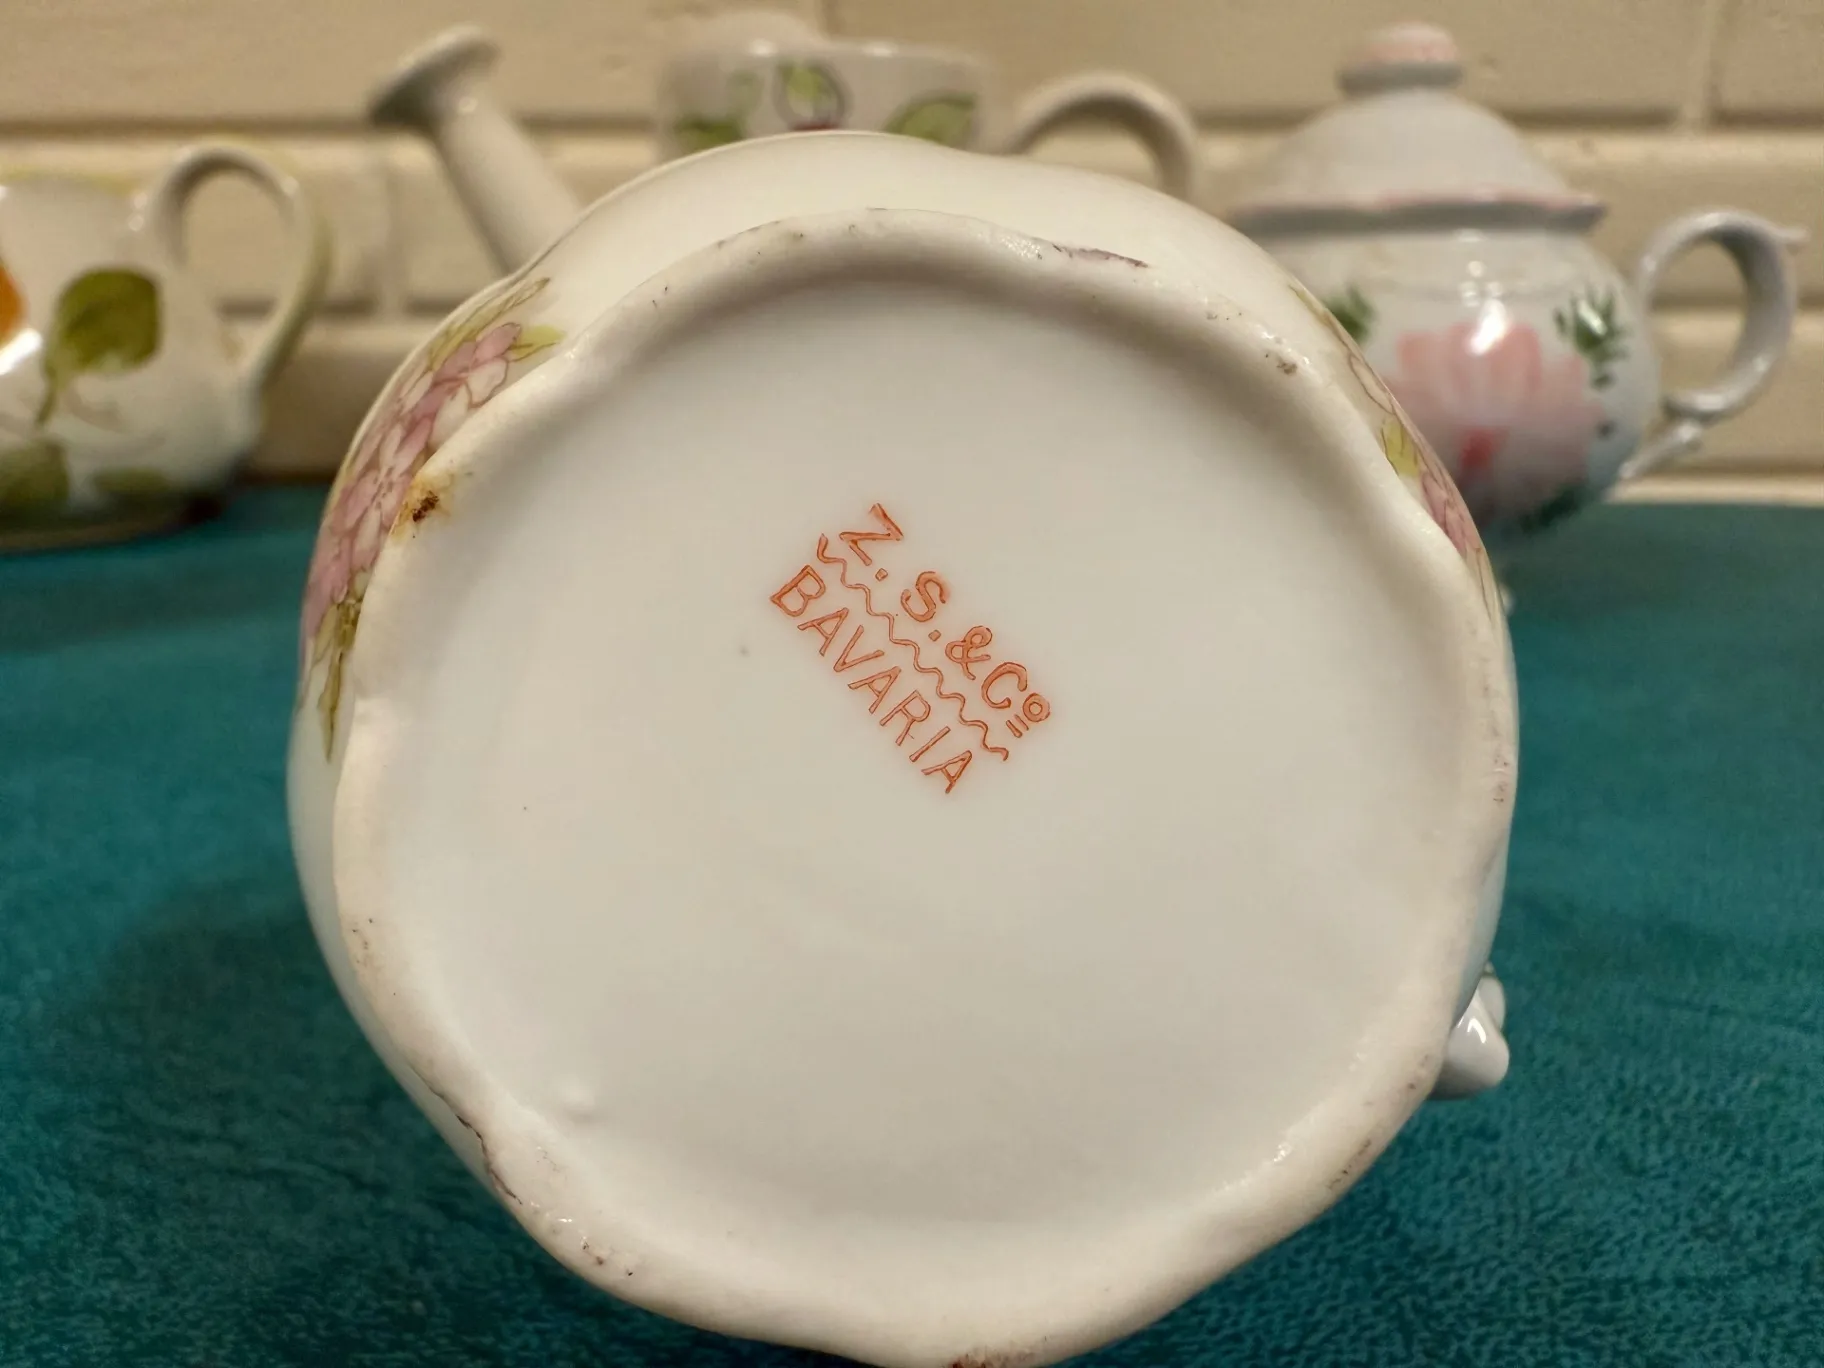 Z. S. & Co
BAVARIA